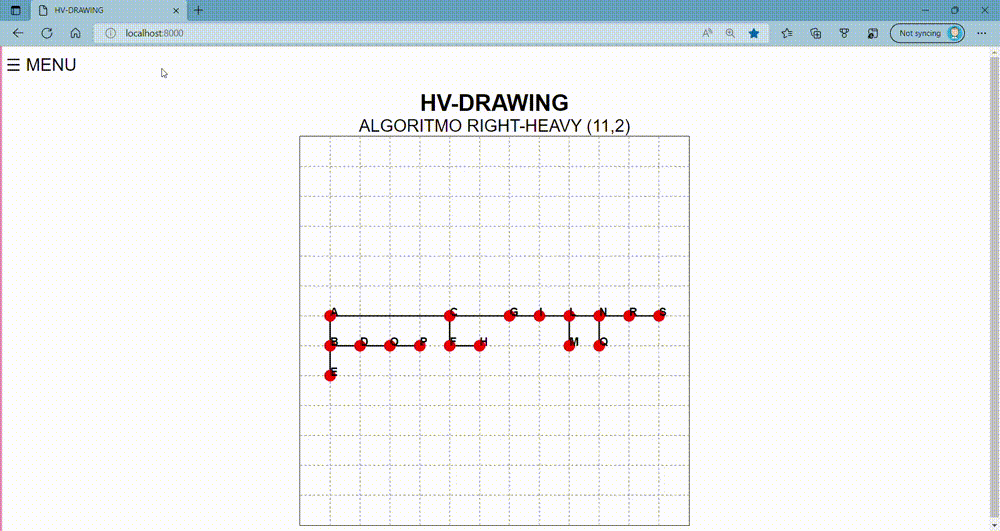 HV-DRAWING
localhost:8000
Not syncing
☰ MENU
HV-DRAWING
ALGORITMO RIGHT-HEAVY (11,2)
A C G I L N R S
B D O P F H M Q
E